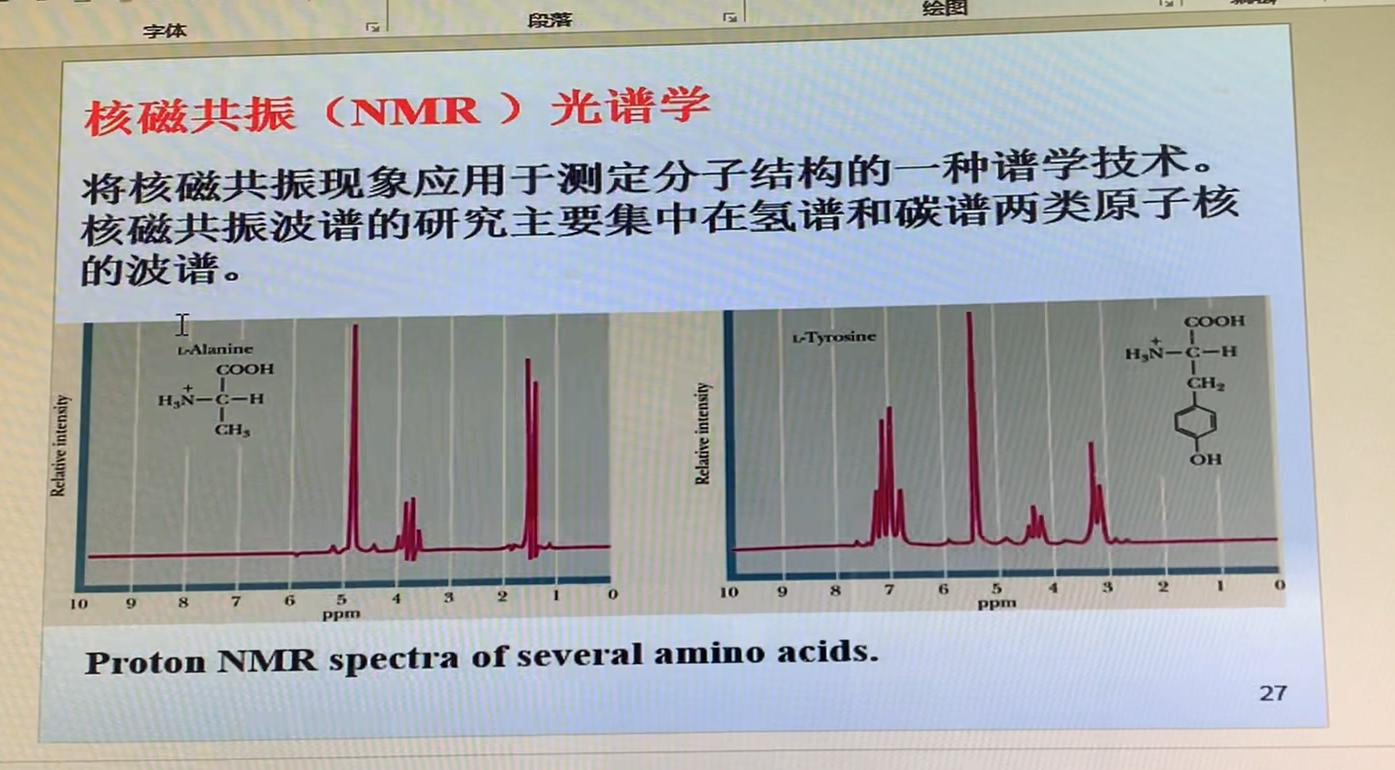 字体
段落
绘图
核磁共振（NMR ）光谱学
将核磁共振现象应用于测定分子结构的一种谱学技术。
核磁共振波谱的研究主要集中在氢谱和碳谱两类原子核
的波谱。
L-Alanine
COOH
+
H₃N—C—H
CH₃
Relative intensity
10 9 8 7 6 5 4 3 2 1 0
ppm
L-Tyrosine
COOH
+
H₃N—C—H
CH₂
OH
Relative intensity
10 9 8 7 6 5 4 3 2 1 0
ppm
Proton NMR spectra of several amino acids.
27